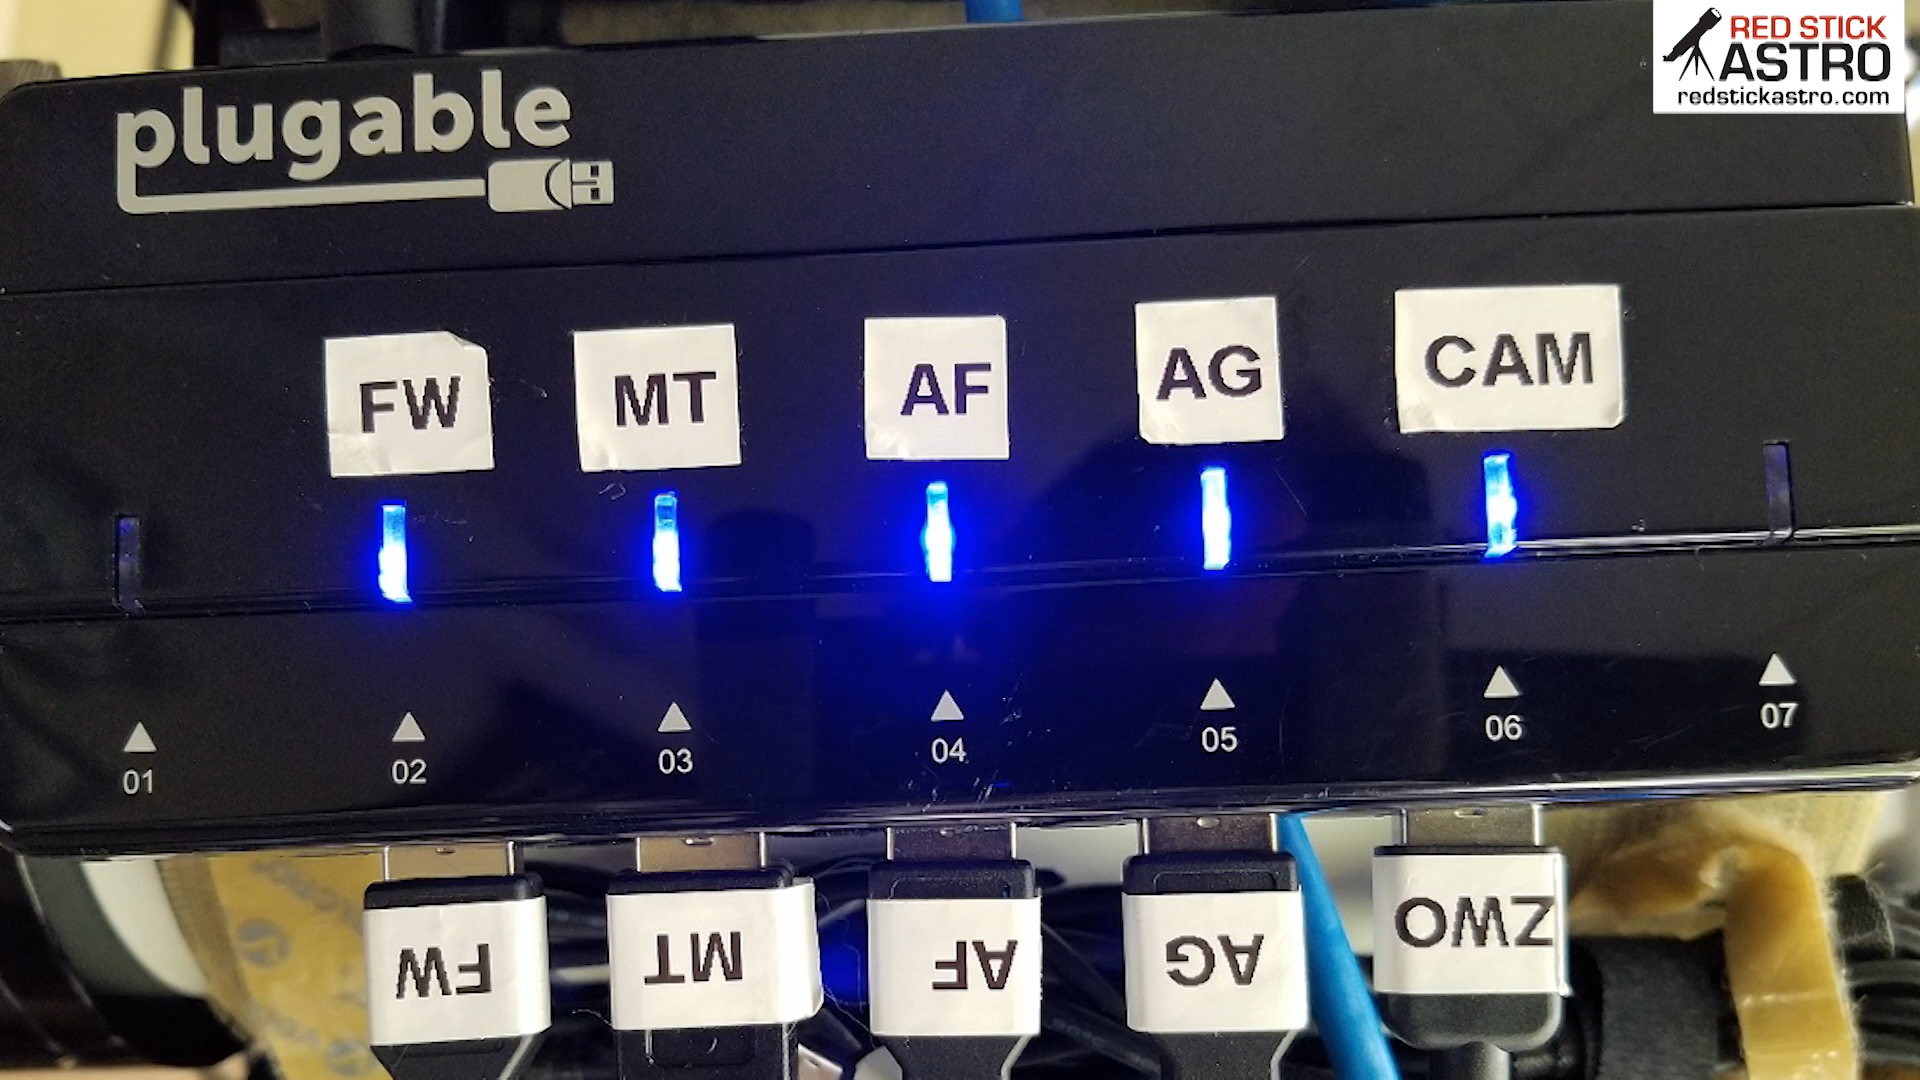 RED STICK
ASTRO
redstickastro.com
plugable
FW
MT
AF
AG
CAM
01
02
03
04
05
06
07
FW
MT
AF
AG
ZWO